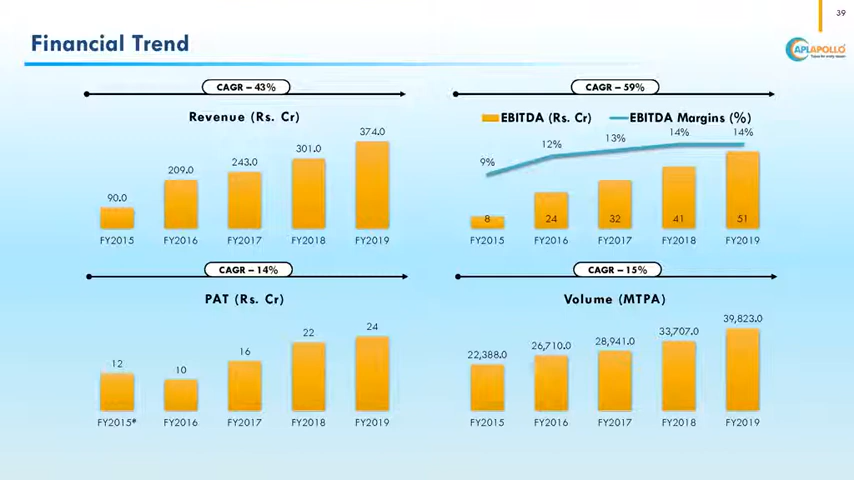 39
Financial Trend
APLAPOLLO
CAGR – 43%
Revenue (Rs. Cr)
90.0
209.0
243.0
301.0
374.0
FY2015 FY2016 FY2017 FY2018 FY2019
CAGR – 59%
EBITDA (Rs. Cr) EBITDA Margins (%)
9% 12% 13% 14% 14%
8 24 32 41 51
FY2015 FY2016 FY2017 FY2018 FY2019
CAGR – 14%
PAT (Rs. Cr)
12 10 16 22 24
FY2015* FY2016 FY2017 FY2018 FY2019
CAGR – 15%
Volume (MTPA)
22,388.0 26,710.0 28,941.0 33,707.0 39,823.0
FY2015 FY2016 FY2017 FY2018 FY2019